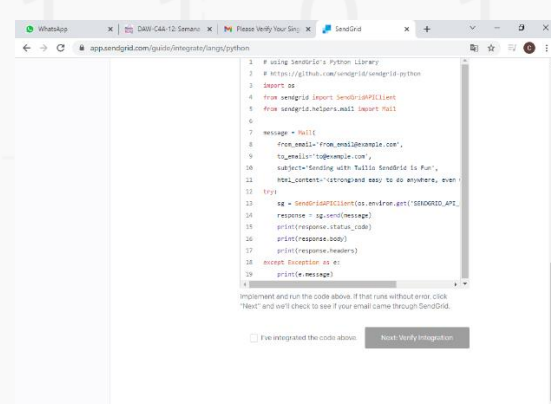 WhatsApp
DAW-C4A-12: Semana
Please Verify Your Sing
SendGrid
app.sendgrid.com/guide/integrate/langs/python
1 # using SendGrid's Python Library
2 # https://github.com/sendgrid/sendgrid-python
3 import os
4 from sendgrid import SendGridAPIClient
5 from sendgrid.helpers.mail import Mail
6
7 message = Mail(
8 from_email='from_email@example.com',
9 to_emails='to@example.com',
10 subject='Sending with Twilio SendGrid is Fun',
11 html_content='<strong>and easy to do anywhere, even
12 try:
13 sg = SendGridAPIClient(os.environ.get('SENDGRID_API_
14 response = sg.send(message)
15 print(response.status_code)
16 print(response.body)
17 print(response.headers)
18 except Exception as e:
19 print(e.message)
Implement and run the code above. If that runs without error, click
"Next" and we'll check to see if your email came through SendGrid.
I've integrated the code above.
Next: Verify Integration